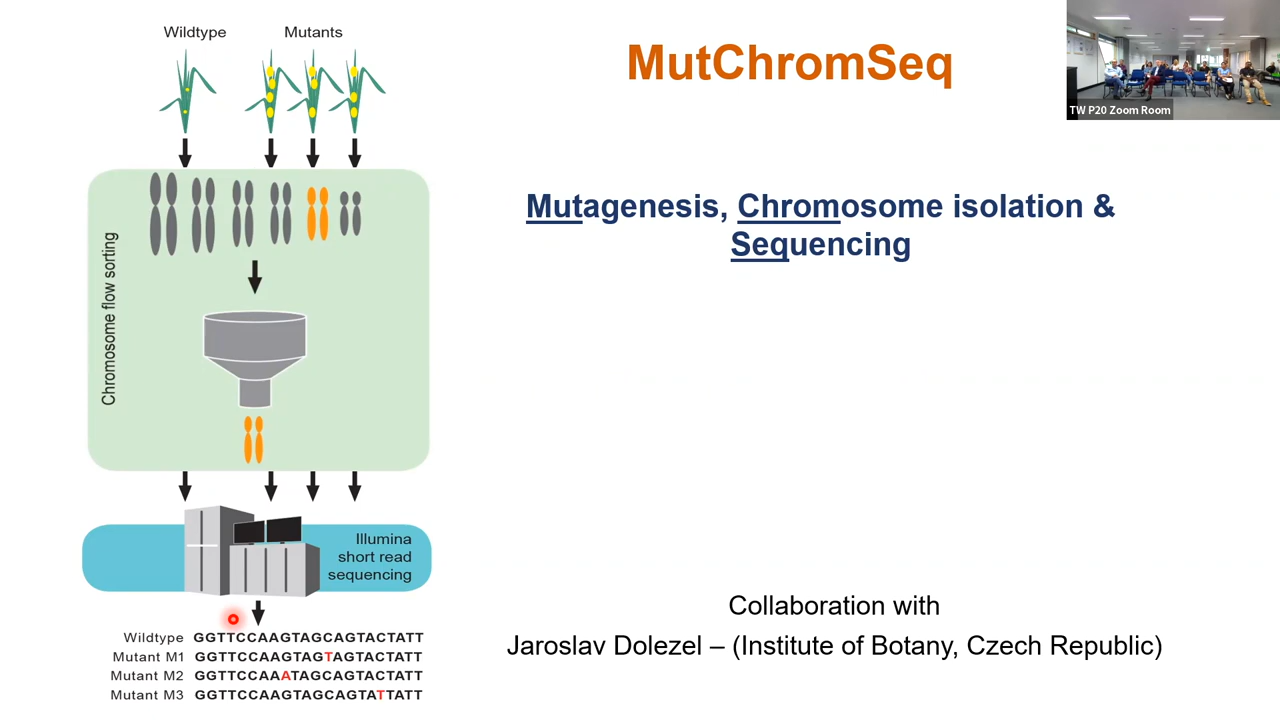 Wildtype
Mutants
MutChromSeq
TW P20 Zoom Room
Mutagenesis, Chromosome isolation &
Sequencing
Chromosome flow sorting
Illumina
short read
sequencing
Wildtype GGTTCCAAGTAGCAGTACTATT
Mutant M1 GGTTCCAAGTAGTAGTACTATT
Mutant M2 GGTTCCAAATAGCAGTACTATT
Mutant M3 GGTTCCAAGTAGCAGTATTATT
Collaboration with
Jaroslav Dolezel – (Institute of Botany, Czech Republic)